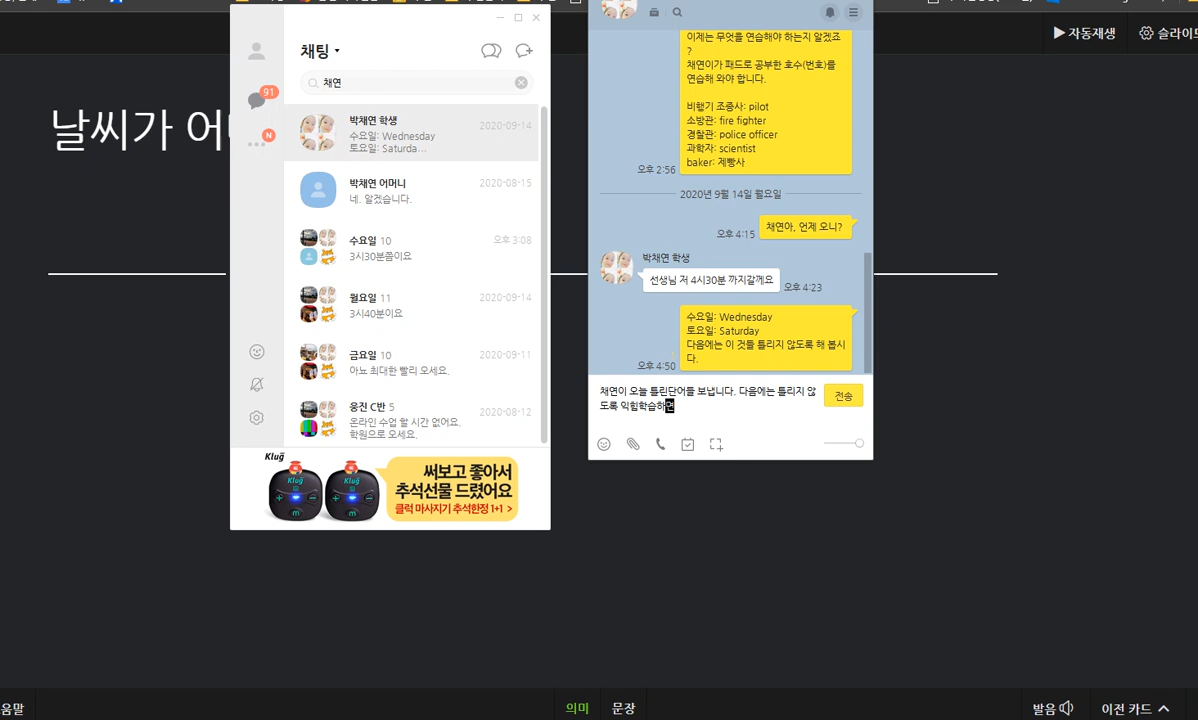 ▶자동재생
슬라이드
날씨가 어
채팅
91
N
채연
박채연 학생
2020-09-14
수요일: Wednesday
토요일: Saturda...
박채연 어머니
2020-08-15
네. 알겠습니다.
수요일 10
오후 3:08
3시30분쯤이요
월요일 11
2020-09-14
3시40분이요
금요일 10
2020-09-11
아뇨 최대한 빨리 오세요.
웅진 C반 5
2020-08-12
온라인 수업 할 시간 없어요.
학원으로 오세요.
Klug
Klug
Klug
m
m
써보고 좋아서
추석선물 드렸어요
클럭 마사지기 추석한정 1+1 >
이제는 무엇을 연습해야 하는지 알겠죠
?
채연이가 패드로 공부한 호수(번호)를
연습해 와야 합니다.
비행기 조종사: pilot
소방관: fire fighter
경찰관: police officer
과학자: scientist
baker: 제빵사
오후 2:56
2020년 9월 14일 월요일
채연아, 언제 오니?
오후 4:15
박채연 학생
선생님 저 4시30분 까지갈께요
오후 4:23
수요일: Wednesday
토요일: Saturday
다음에는 이 것들 틀리지 않도록 해 봅시
다.
오후 4:50
채연이 오늘 틀린단어들 보냅니다. 다음에는 틀리지 않
도록 익힘학습하면
전송
움말
의미
문장
발음
이전 카드